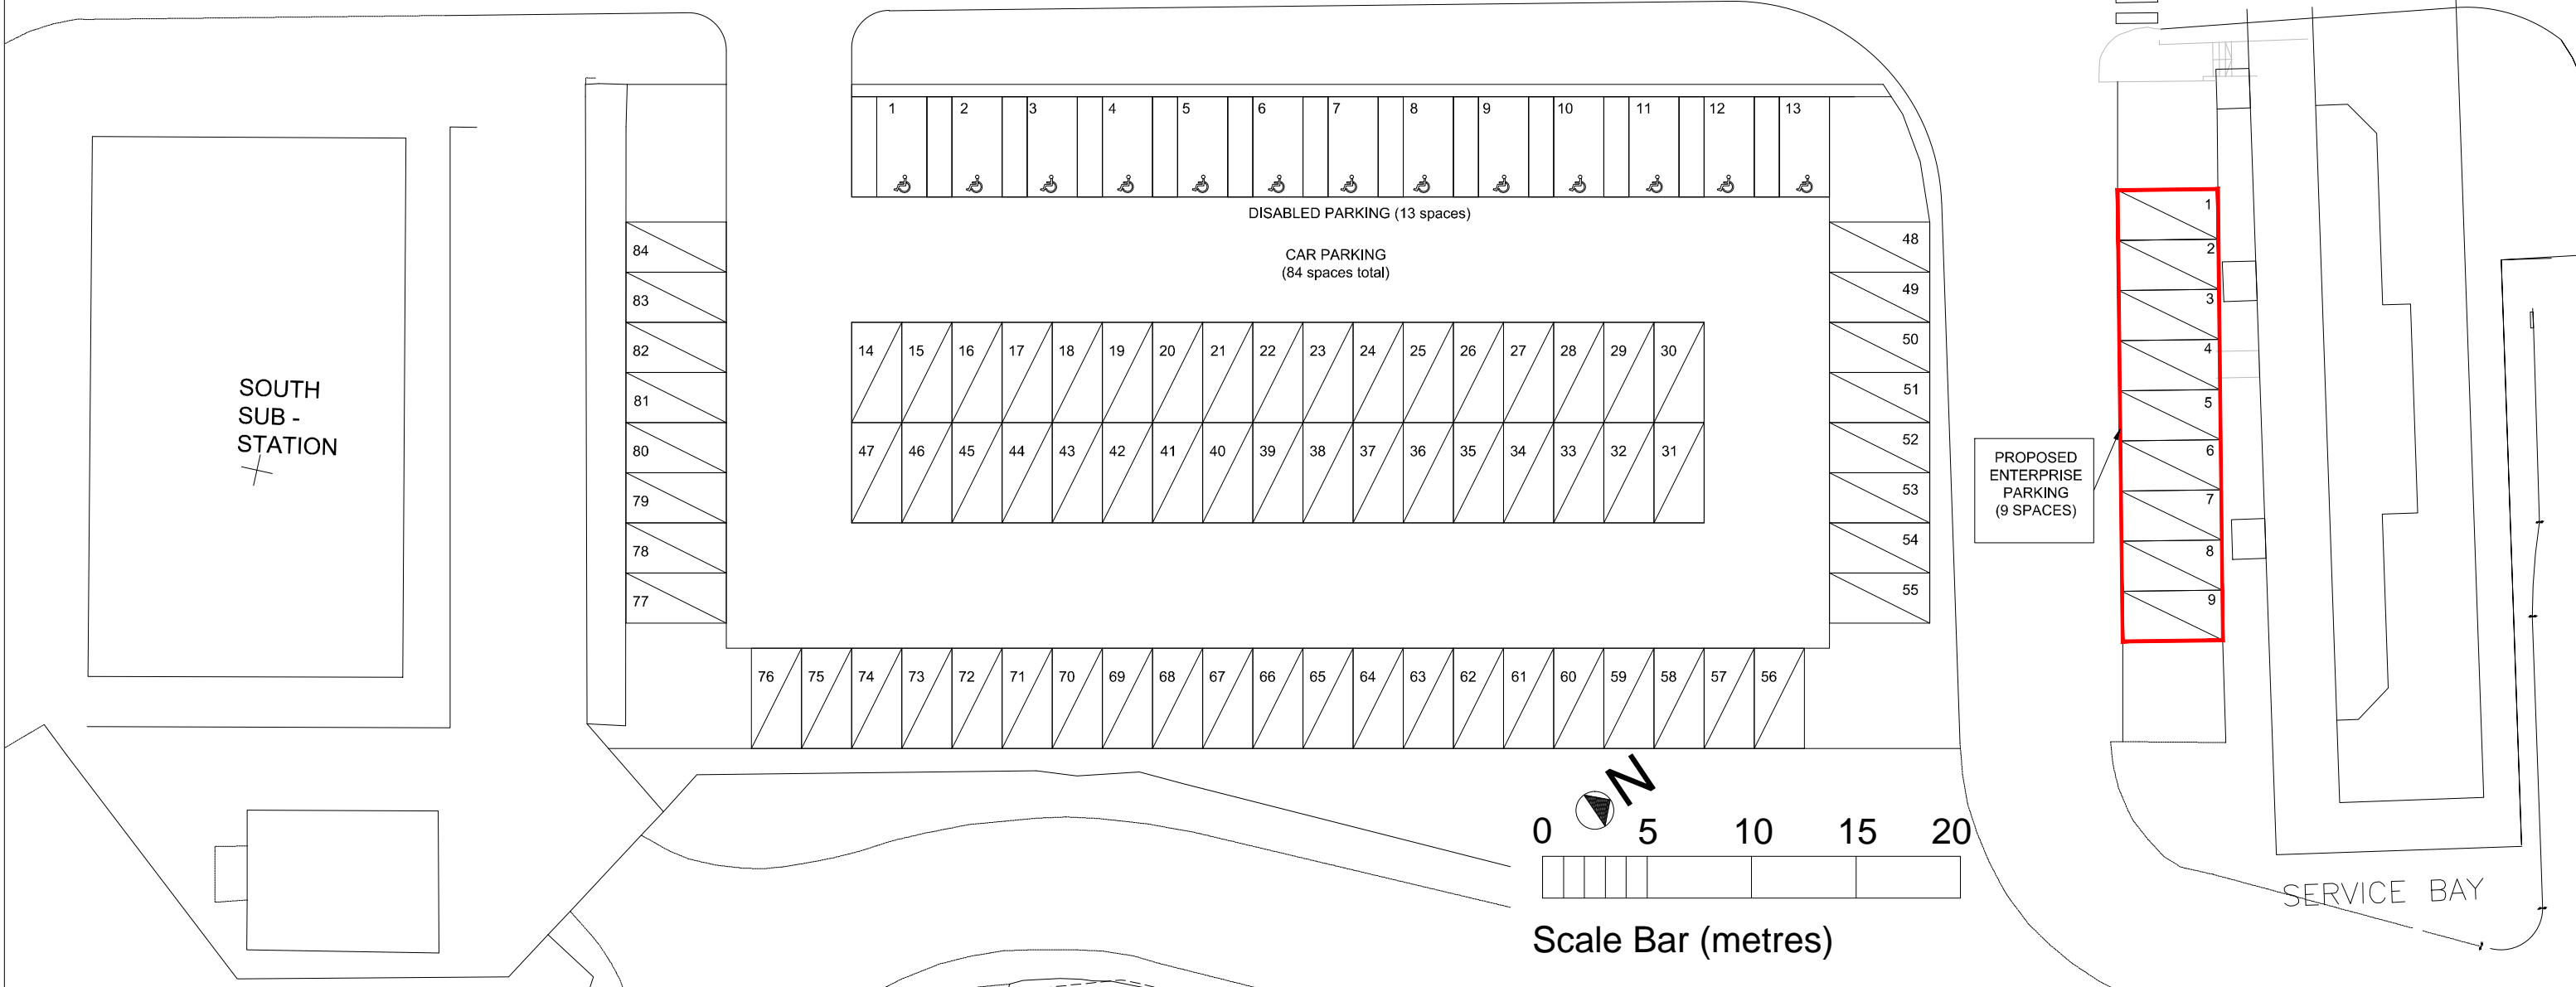 1 2 3 4 5 6 7 8 9 10 11 12 13
DISABLED PARKING (13 spaces)
CAR PARKING
(84 spaces total)
84
83
82
81
80
79
78
77
SOUTH
SUB -
STATION
14 15 16 17 18 19 20 21 22 23 24 25 26 27 28 29 30
47 46 45 44 43 42 41 40 39 38 37 36 35 34 33 32 31
48
49
50
51
52
53
54
55
76 75 74 73 72 71 70 69 68 67 66 65 64 63 62 61 60 59 58 57 56
PROPOSED
ENTERPRISE
PARKING
(9 SPACES)
1
2
3
4
5
6
7
8
9
N
0 5 10 15 20
Scale Bar (metres)
SERVICE BAY